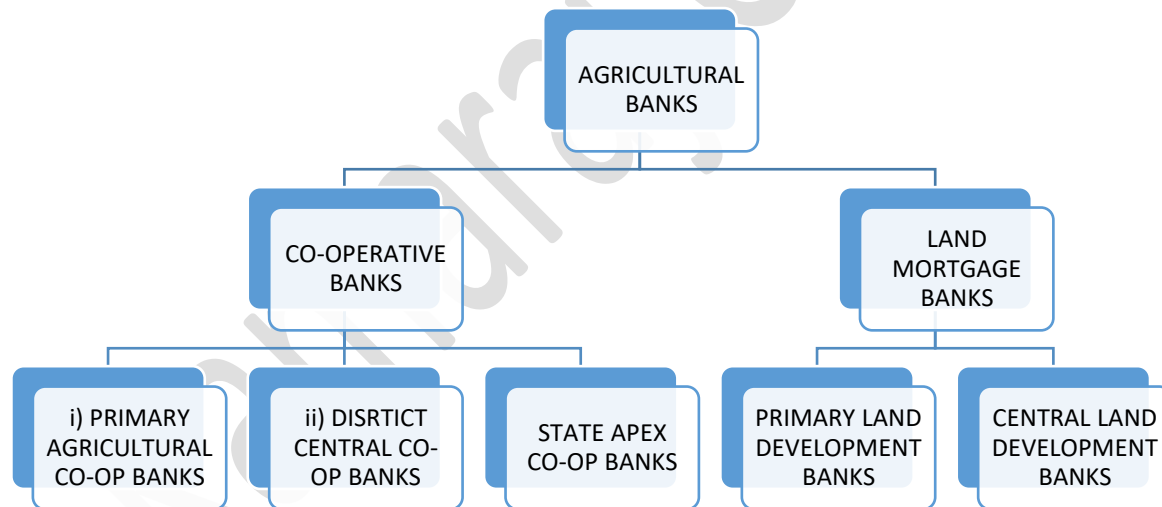 AGRICULTURAL
BANKS
CO-OPERATIVE
BANKS
LAND
MORTGAGE
BANKS
i) PRIMARY
AGRICULTURAL
CO-OP BANKS
ii) DISRTICT
CENTRAL CO-
OP BANKS
STATE APEX
CO-OP BANKS
PRIMARY LAND
DEVELOPMENT
BANKS
CENTRAL LAND
DEVELOPMENT
BANKS